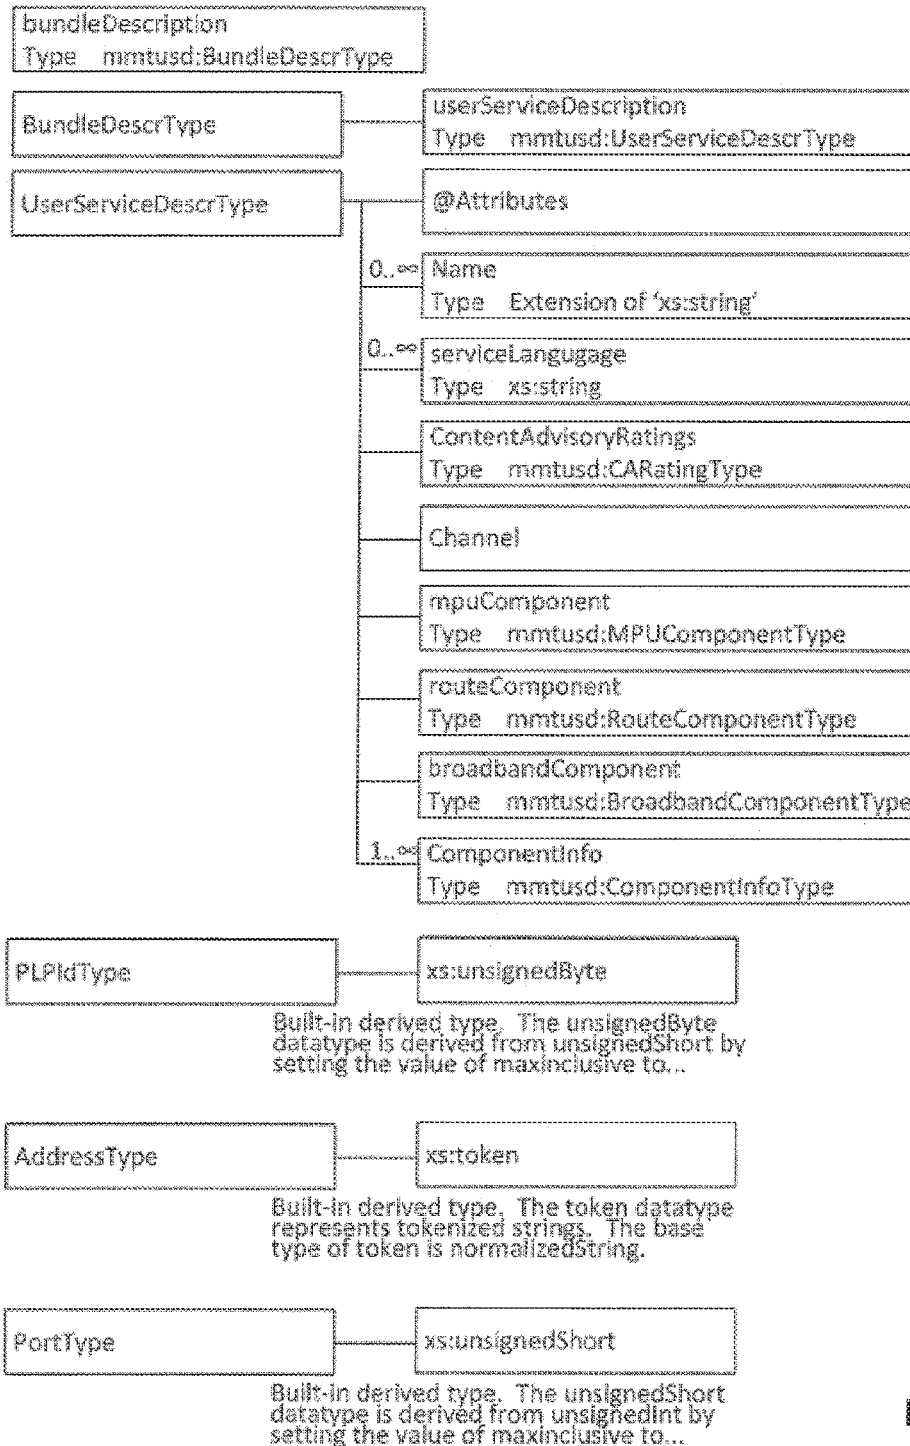 bundleDescription
Type mmtusd:BundleDescrType
BundleDescrType
userServiceDescription
Type mmtusd:UserServiceDescrType
UserServiceDescrType
@Attributes
0..∞
Name
Type Extension of 'xs:string'
0..∞
serviceLangugage
Type xs:string
ContentAdvisoryRatings
Type mmtusd:CARatingType
Channel
mpuComponent
Type mmtusd:MPUComponentType
routeComponent
Type mmtusd:RouteComponentType
broadbandComponent
Type mmtusd:BroadbandComponentType
1..∞
ComponentInfo
Type mmtusd:ComponentInfoType
PLPIdType
xs:unsignedByte
Built-in derived type. The unsignedByte
datatype is derived from unsignedShort by
setting the value of maxinclusive to...
AddressType
xs:token
Built-in derived type. The token datatype
represents tokenized strings. The base
type of token is normalizedString.
PortType
xs:unsignedShort
Built-in derived type. The unsignedShort
datatype is derived from unsignedInt by
setting the value of maxinclusive to...